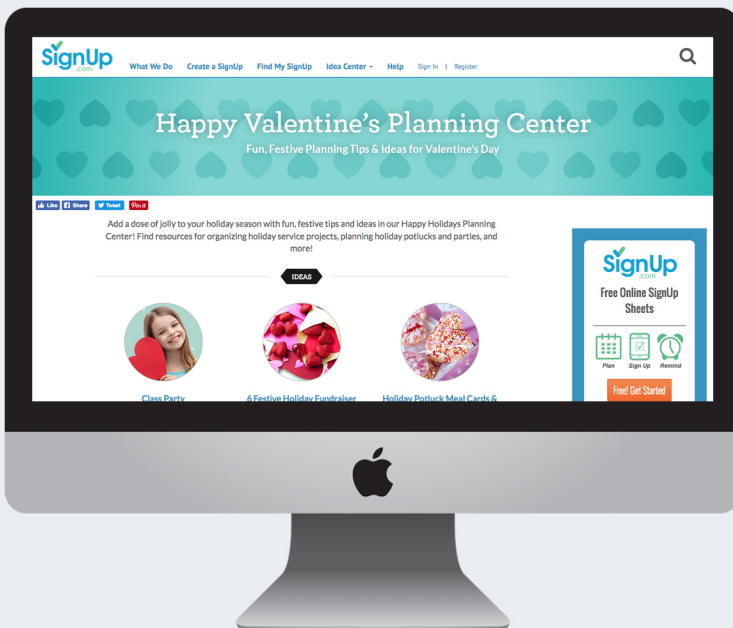 SignUp
.com
What We Do Create a SignUp Find My SignUp Idea Center Help Sign In | Register
Happy Valentine's Planning Center
Fun, Festive Planning Tips & Ideas for Valentine's Day
Like Share Tweet Pin it
Add a dose of jolly to your holiday season with fun, festive tips and ideas in our Happy Holidays Planning
Center! Find resources for organizing holiday service projects, planning holiday potlucks and parties, and
more!
IDEAS
Class Party
6 Festive Holiday Fundraiser
Holiday Potluck Meal Cards &
SignUp
.com
Free Online SignUp
Sheets
Plan Sign Up Remind
Free! Get Started